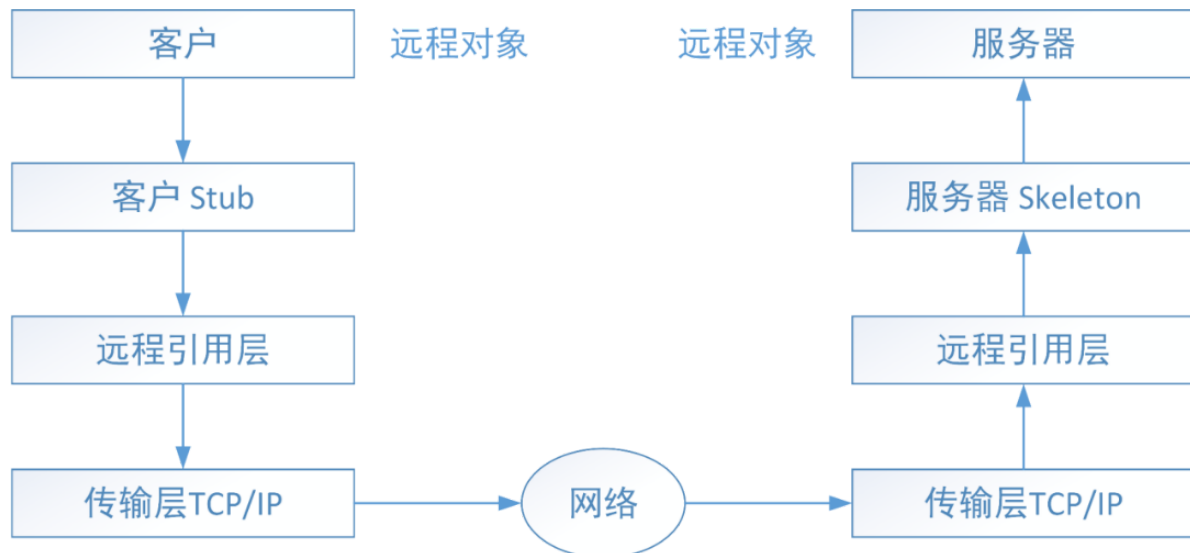 客户
远程对象
远程对象
服务器
客户 Stub
服务器 Skeleton
远程引用层
远程引用层
传输层TCP/IP
网络
传输层TCP/IP